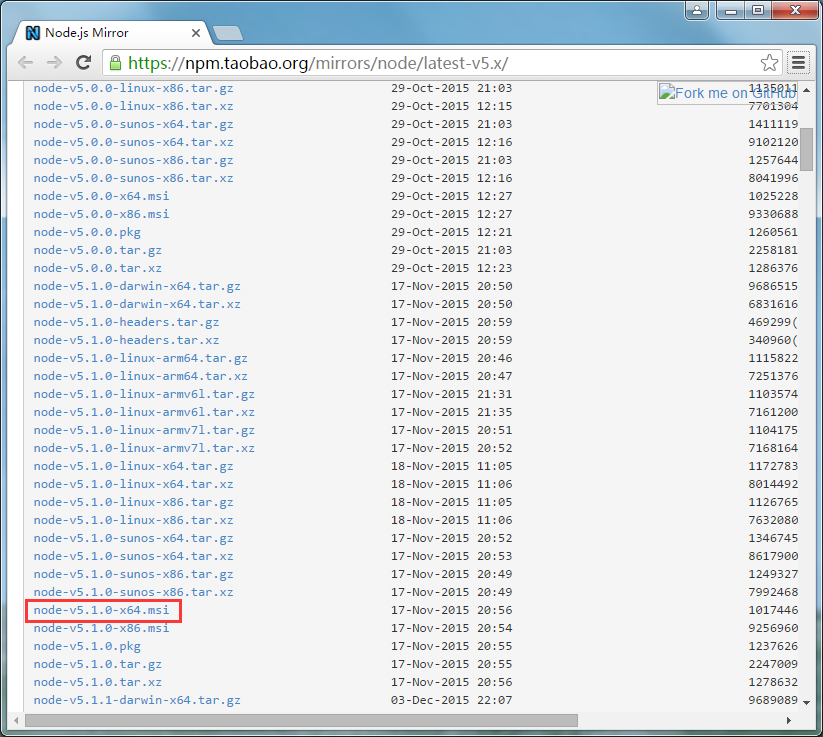 Node.js Mirror
https://npm.taobao.org/mirrors/node/latest-v5.x/
Fork me on GitHub
node-v5.0.0-linux-x86.tar.gz 29-Oct-2015 21:03 1135011
node-v5.0.0-linux-x86.tar.xz 29-Oct-2015 12:15 7701304
node-v5.0.0-sunos-x64.tar.gz 29-Oct-2015 21:03 1411119
node-v5.0.0-sunos-x64.tar.xz 29-Oct-2015 12:16 9102120
node-v5.0.0-sunos-x86.tar.gz 29-Oct-2015 21:03 1257644
node-v5.0.0-sunos-x86.tar.xz 29-Oct-2015 12:16 8041996
node-v5.0.0-x64.msi 29-Oct-2015 12:27 1025228
node-v5.0.0-x86.msi 29-Oct-2015 12:27 9330688
node-v5.0.0.pkg 29-Oct-2015 12:21 1260561
node-v5.0.0.tar.gz 29-Oct-2015 21:03 2258181
node-v5.0.0.tar.xz 29-Oct-2015 12:23 1286376
node-v5.1.0-darwin-x64.tar.gz 17-Nov-2015 20:50 9686515
node-v5.1.0-darwin-x64.tar.xz 17-Nov-2015 20:50 6831616
node-v5.1.0-headers.tar.gz 17-Nov-2015 20:59 469299(
node-v5.1.0-headers.tar.xz 17-Nov-2015 20:59 340960(
node-v5.1.0-linux-arm64.tar.gz 17-Nov-2015 20:46 1115822
node-v5.1.0-linux-arm64.tar.xz 17-Nov-2015 20:47 7251376
node-v5.1.0-linux-armv6l.tar.gz 17-Nov-2015 21:31 1103574
node-v5.1.0-linux-armv6l.tar.xz 17-Nov-2015 21:35 7161200
node-v5.1.0-linux-armv7l.tar.gz 17-Nov-2015 20:51 1104175
node-v5.1.0-linux-armv7l.tar.xz 17-Nov-2015 20:52 7168164
node-v5.1.0-linux-x64.tar.gz 18-Nov-2015 11:05 1172783
node-v5.1.0-linux-x64.tar.xz 18-Nov-2015 11:06 8014492
node-v5.1.0-linux-x86.tar.gz 18-Nov-2015 11:05 1126765
node-v5.1.0-linux-x86.tar.xz 18-Nov-2015 11:06 7632080
node-v5.1.0-sunos-x64.tar.gz 17-Nov-2015 20:52 1346745
node-v5.1.0-sunos-x64.tar.xz 17-Nov-2015 20:53 8617900
node-v5.1.0-sunos-x86.tar.gz 17-Nov-2015 20:49 1249327
node-v5.1.0-sunos-x86.tar.xz 17-Nov-2015 20:49 7992468
node-v5.1.0-x64.msi 17-Nov-2015 20:56 1017446
node-v5.1.0-x86.msi 17-Nov-2015 20:54 9256960
node-v5.1.0.pkg 17-Nov-2015 20:55 1237626
node-v5.1.0.tar.gz 17-Nov-2015 20:55 2247009
node-v5.1.0.tar.xz 17-Nov-2015 20:56 1278632
node-v5.1.1-darwin-x64.tar.gz 03-Dec-2015 22:07 9689089